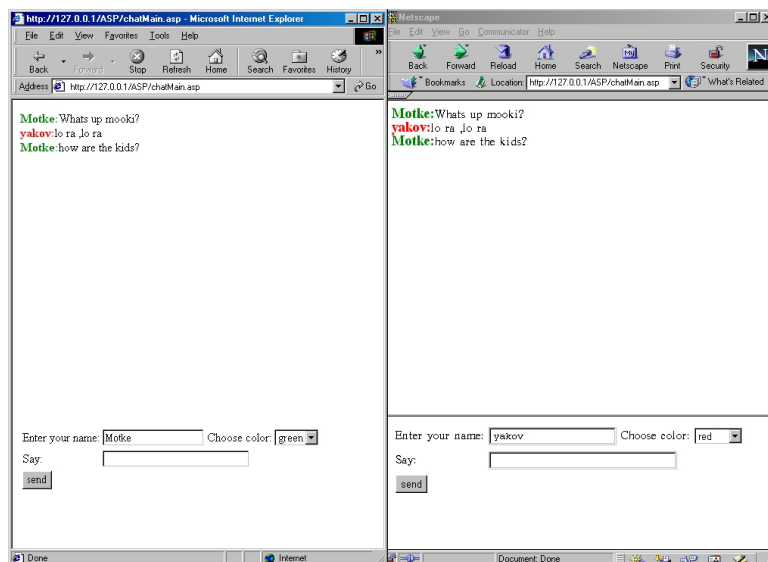 http://127.0.0.1/ASP/chatMain.asp - Microsoft Internet Explorer
File Edit View Favorites Tools Help
Back Forward Stop Refresh Home Search Favorites History »
Address http://127.0.0.1/ASP/chatMain.asp Go
Motke:Whats up mooki?
yakov:lo ra ,lo ra
Motke:how are the kids?
Enter your name: Motke Choose color: green
Say:
send
Done Internet
Netscape
File Edit View Go Communicator Help
Back Forward Reload Home Search Netscape Print Security N
My
Bookmarks Location: http://127.0.0.1/ASP/chatMain.asp What's Related
Motke:Whats up mooki?
yakov:lo ra ,lo ra
Motke:how are the kids?
Enter your name: yakov Choose color: red
Say:
send
Document: Done